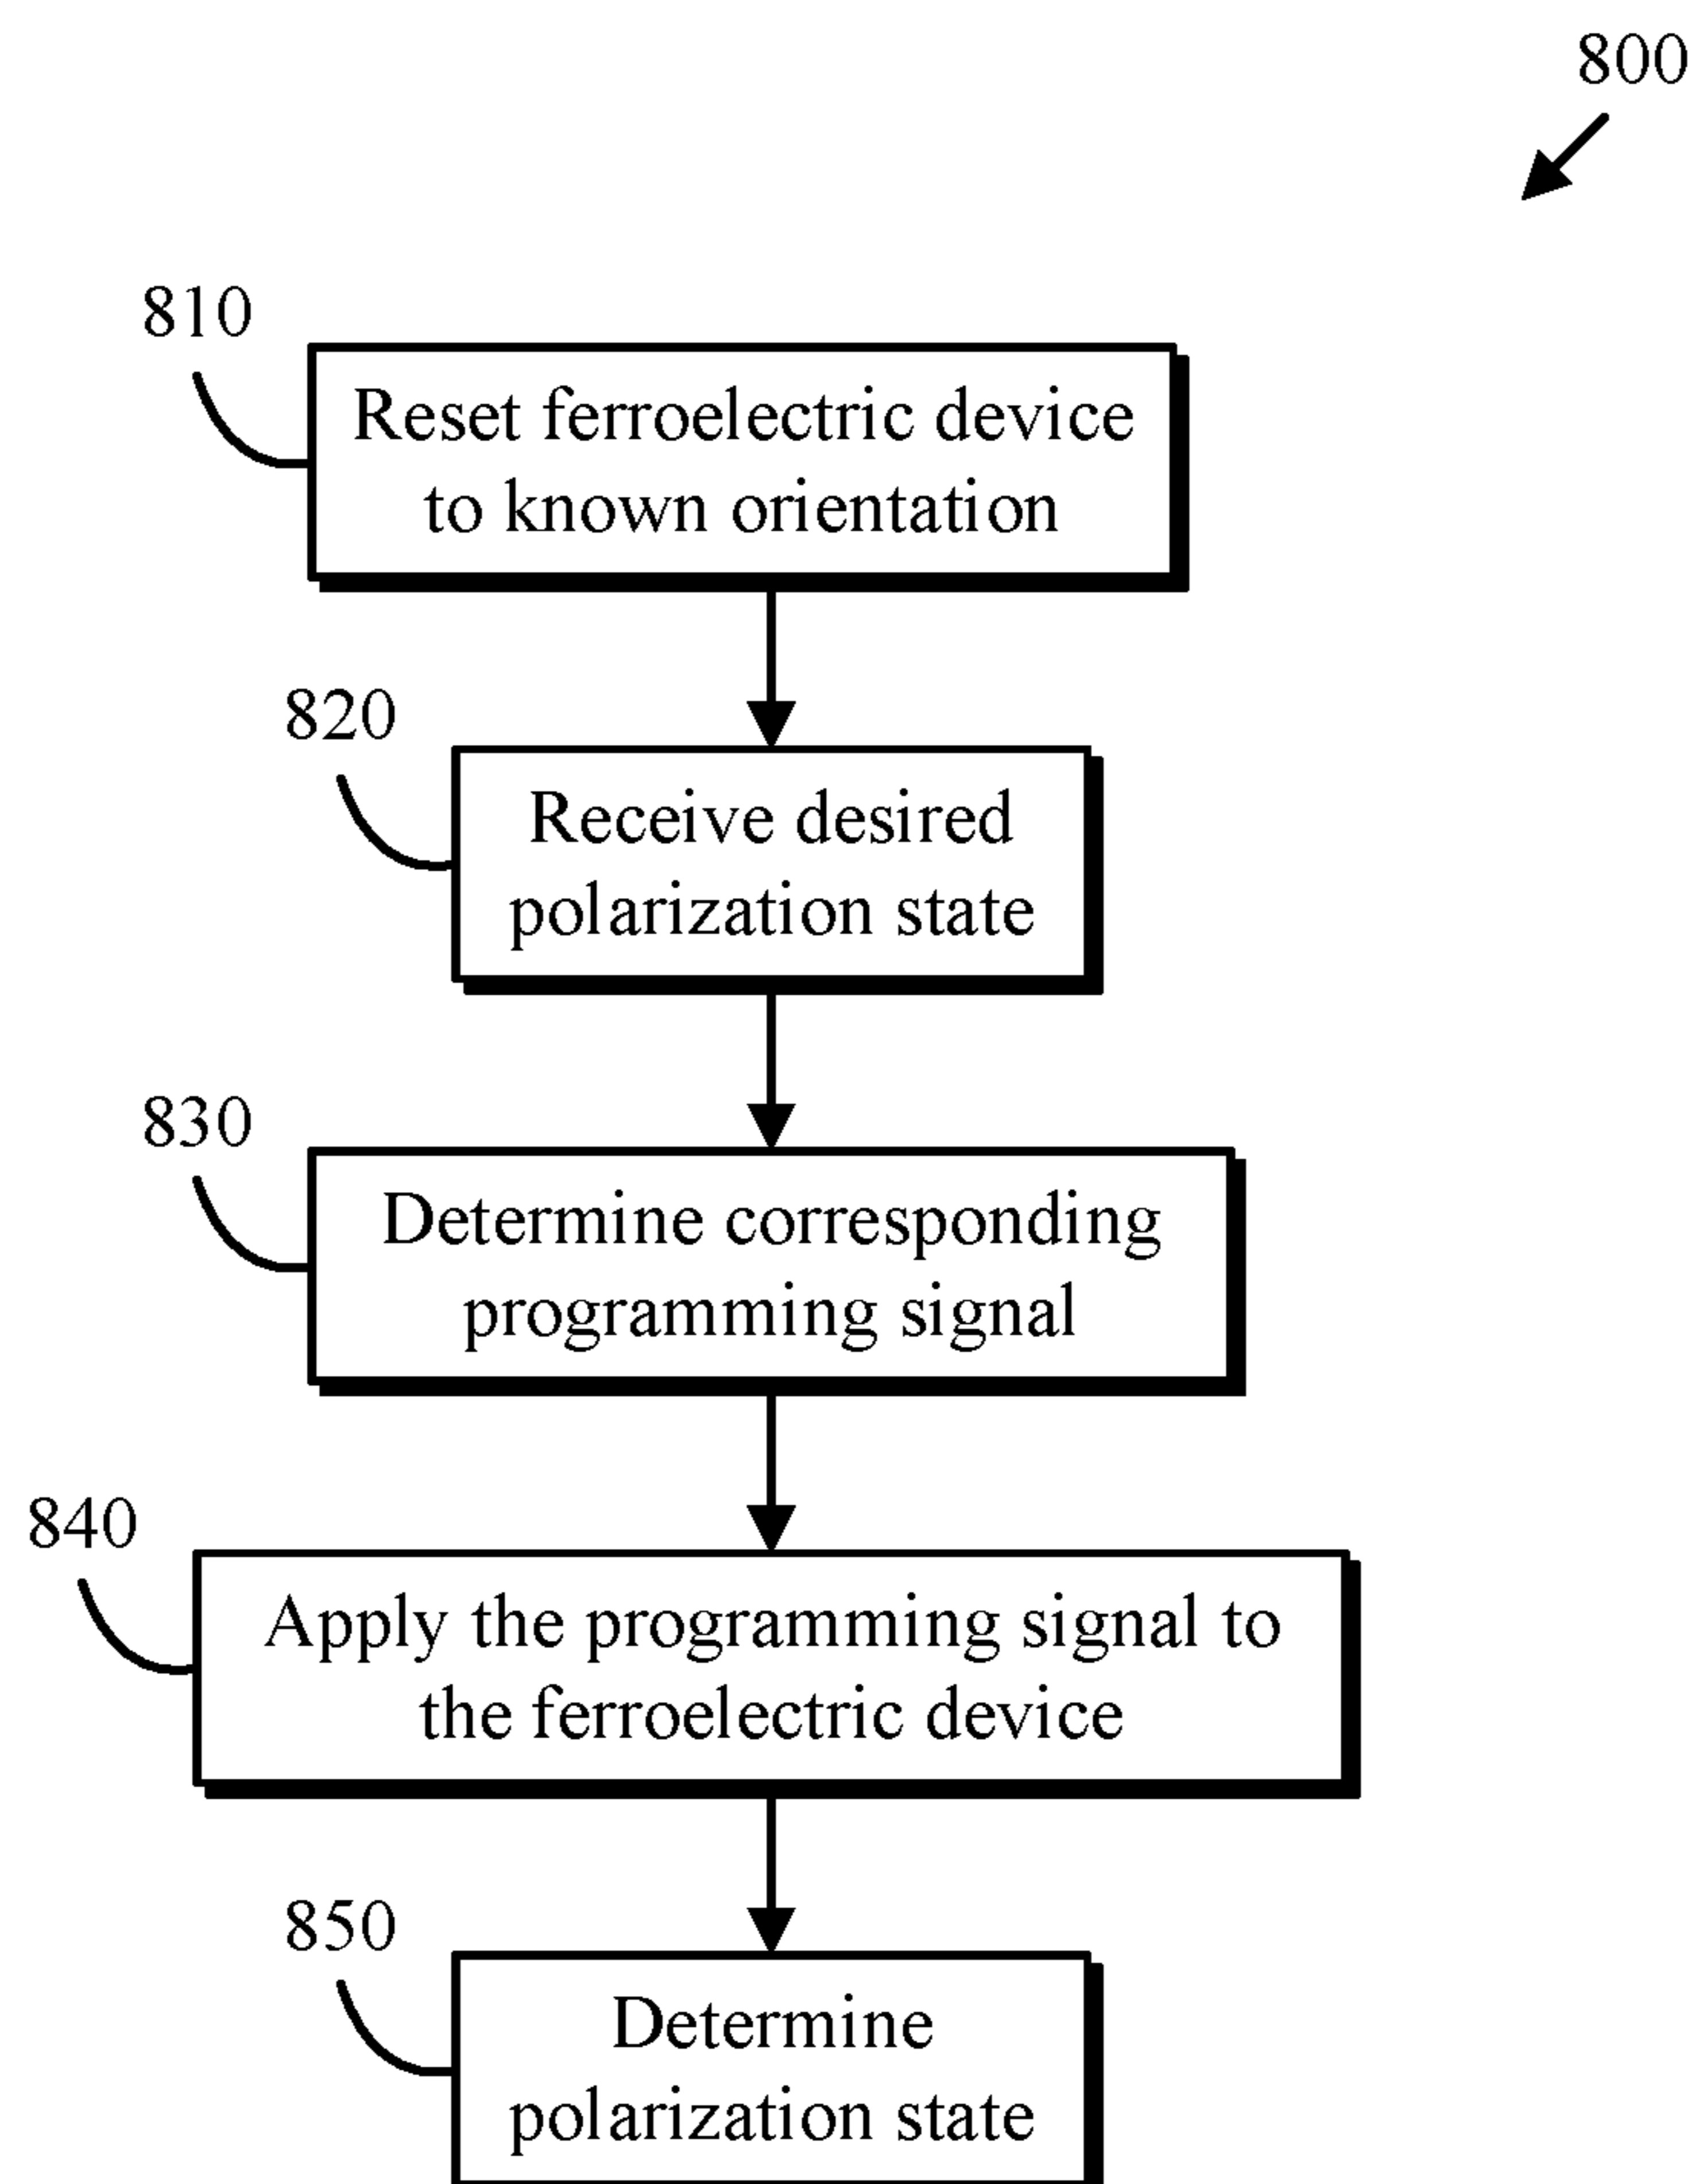 800
810
Reset ferroelectric device
to known orientation
820
Receive desired
polarization state
830
Determine corresponding
programming signal
840
Apply the programming signal to
the ferroelectric device
850
Determine
polarization state